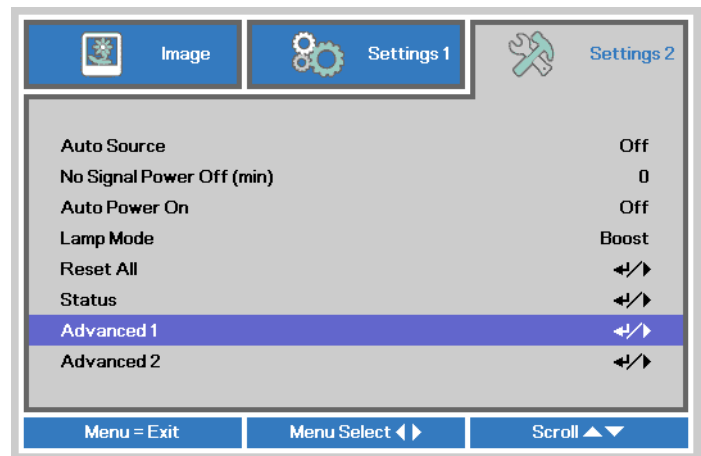 Image Settings 1 Settings 2
Auto Source Off
No Signal Power Off (min) 0
Auto Power On Off
Lamp Mode Boost
Reset All ↵/▶
Status ↵/▶
Advanced 1 ↵/▶
Advanced 2 ↵/▶
Menu = Exit Menu Select ◀▶ Scroll ▲▼